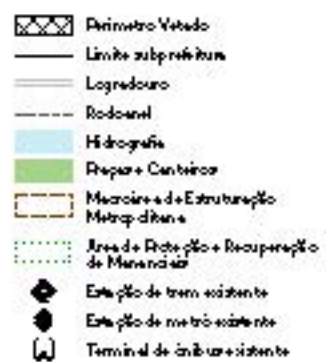 Perímetro Vetado
Limite subprefeitura
Logradouro
Rodoanel
Hidrografia
Praças e Canteiros
Macroárea de Estruturação
Metropolitana
Área de Proteção e Recuperação
de Mananciais
Estação de trem existente
Estação de metrô existente
Terminal de ônibus existente